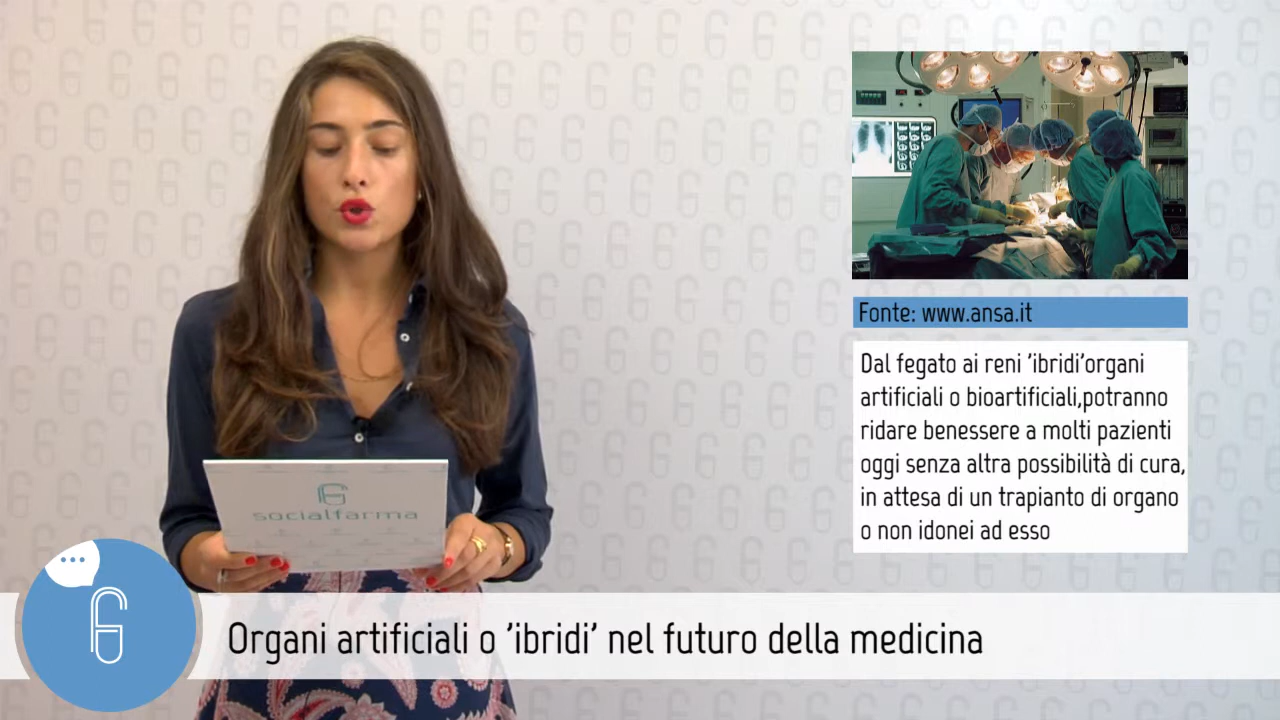 Fonte: www.ansa.it
Dal fegato ai reni 'ibridi'organi
artificiali o bioartificiali,potranno
ridare benessere a molti pazienti
oggi senza altra possibilità di cura,
in attesa di un trapianto di organo
o non idonei ad esso
socialfarma
Organi artificiali o 'ibridi' nel futuro della medicina